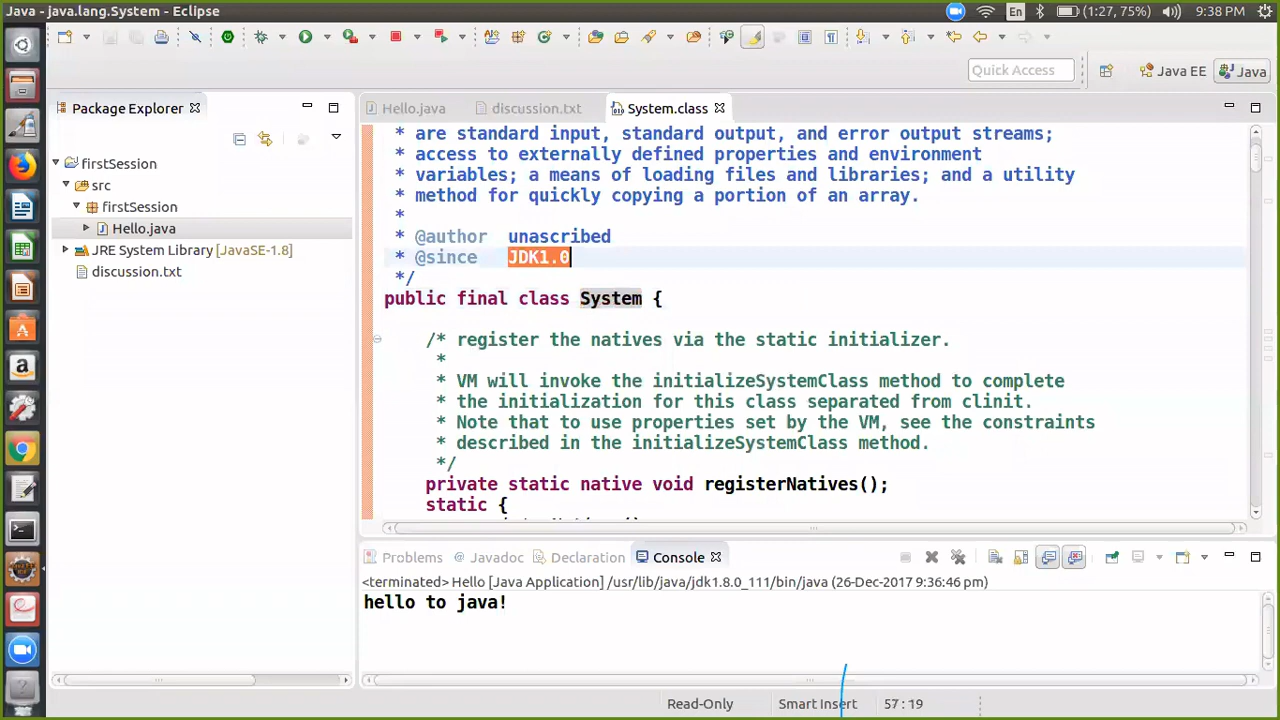 Java - java.lang.System - Eclipse
En
(1:27, 75%)
9:38 PM
Quick Access
Java EE
Java
Package Explorer
firstSession
src
firstSession
Hello.java
JRE System Library [JavaSE-1.8]
discussion.txt
Hello.java
discussion.txt
System.class
* are standard input, standard output, and error output streams;
* access to externally defined properties and environment
* variables; a means of loading files and libraries; and a utility
* method for quickly copying a portion of an array.
*
* @author unascribed
* @since JDK1.0
*/
public final class System {
/* register the natives via the static initializer.
*
* VM will invoke the initializeSystemClass method to complete
* the initialization for this class separated from clinit.
* Note that to use properties set by the VM, see the constraints
* described in the initializeSystemClass method.
*/
private static native void registerNatives();
static {
Problems
@ Javadoc
Declaration
Console
<terminated> Hello [Java Application] /usr/lib/java/jdk1.8.0_111/bin/java (26-Dec-2017 9:36:46 pm)
hello to java!
Read-Only
Smart Insert
57 : 19